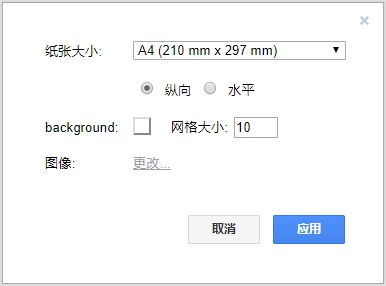 纸张大小: A4 (210 mm x 297 mm)
纵向 水平
background: 网格大小: 10
图像: 更改...
取消 应用